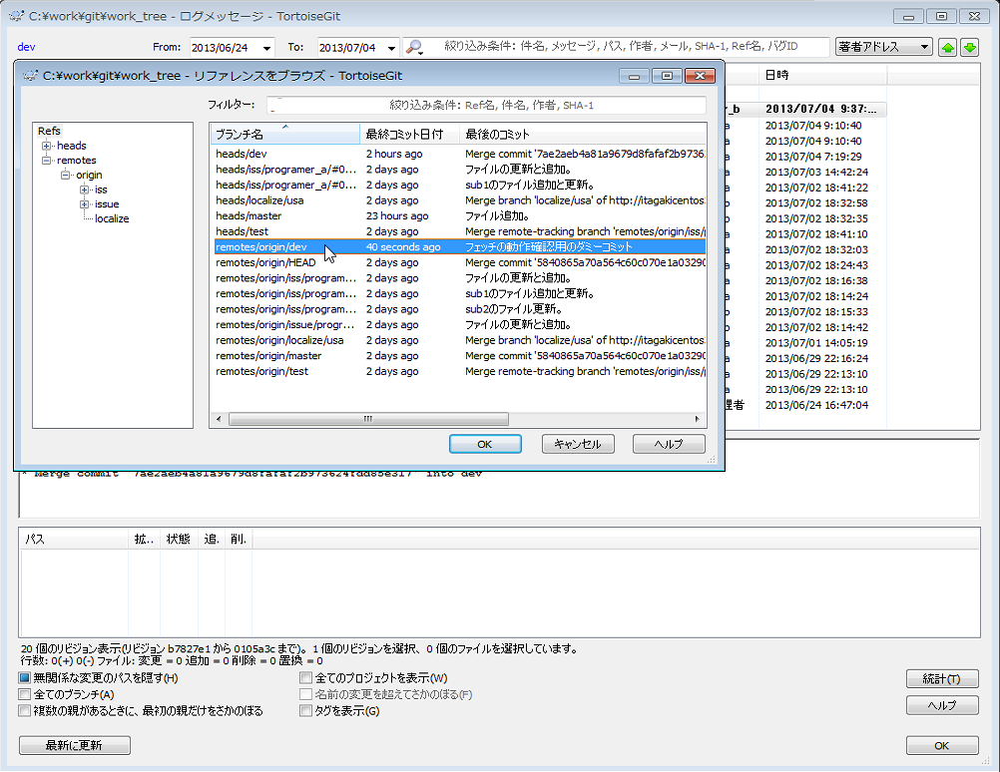 C:¥work¥git¥work_tree - ログメッセージ - TortoiseGit
dev From: 2013/06/24 To: 2013/07/04 絞り込み条件: 件名, メッセージ, パス, 作者, メール, SHA-1, Ref名, バグID 著者アドレス
C:¥work¥git¥work_tree - リファレンスをブラウズ - TortoiseGit
フィルター: 絞り込み条件: Ref名, 件名, 作者, SHA-1
Refs
heads
remotes
origin
iss
issue
localize
ブランチ名 最終コミット日付 最後のコミット
heads/dev 2 hours ago Merge commit '7ae2aeb4a81a9679d8fafaf2b9736
heads/iss/programer_a/#0... 2 days ago ファイルの更新と追加。
heads/iss/programer_a/#0... 2 days ago sub1のファイル追加と更新。
heads/localize/usa 2 days ago Merge branch 'localize/usa' of http://itagakicentos
heads/master 23 hours ago ファイル追加。
heads/test 2 days ago Merge remote-tracking branch 'remotes/origin/iss/
remotes/origin/dev 40 seconds ago フェッチの動作確認用のダミーコミット
remotes/origin/HEAD 2 days ago Merge commit '5840865a70a564c60c070e1a03290
remotes/origin/iss/program... 2 days ago ファイルの更新と追加。
remotes/origin/iss/program... 2 days ago sub1のファイル追加と更新。
remotes/origin/iss/program... 2 days ago sub2のファイル更新。
remotes/origin/issue/progr... 2 days ago ファイルの更新と追加。
remotes/origin/localize/usa 2 days ago Merge branch 'localize/usa' of http://itagakicentos
remotes/origin/master 2 days ago Merge commit '5840865a70a564c60c070e1a03290
remotes/origin/test 2 days ago Merge remote-tracking branch 'remotes/origin/iss/
OK キャンセル ヘルプ
日時
r_b 2013/07/04 9:37:...
a 2013/07/04 9:10:40
a 2013/07/04 9:10:40
a 2013/07/04 7:19:29
a 2013/07/03 14:42:24
a 2013/07/02 18:41:22
b 2013/07/02 18:32:58
b 2013/07/02 18:32:35
a 2013/07/02 18:41:10
b 2013/07/02 18:32:03
a 2013/07/02 18:24:43
a 2013/07/02 18:16:38
a 2013/07/02 18:14:24
b 2013/07/02 18:15:33
b 2013/07/02 18:14:42
a 2013/07/01 14:05:19
a 2013/06/29 22:16:24
a 2013/06/29 22:13:10
a 2013/06/29 22:13:10
理者 2013/06/24 16:47:04
* Merge commit '7ae2aeb4a81a9679d8fafaf2b973624fdd85e317' into dev
パス 拡.. 状態 追. 削.
20 個のリビジョン表示(リビジョン b7827e1 から 0105a3c まで)。1 個のリビジョンを選択、0 個のファイルを選択しています。
行数: 0(+) 0(-) ファイル: 変更 = 0 追加 = 0 削除 = 0 置換 = 0
無関係な変更のパスを隠す(H) 全てのプロジェクトを表示(W) 統計(T)
全てのブランチ(A) 名前の変更を超えてさかのぼる(F)
複数の親があるときに、最初の親だけをさかのぼる タグを表示(G) ヘルプ
最新に更新 OK